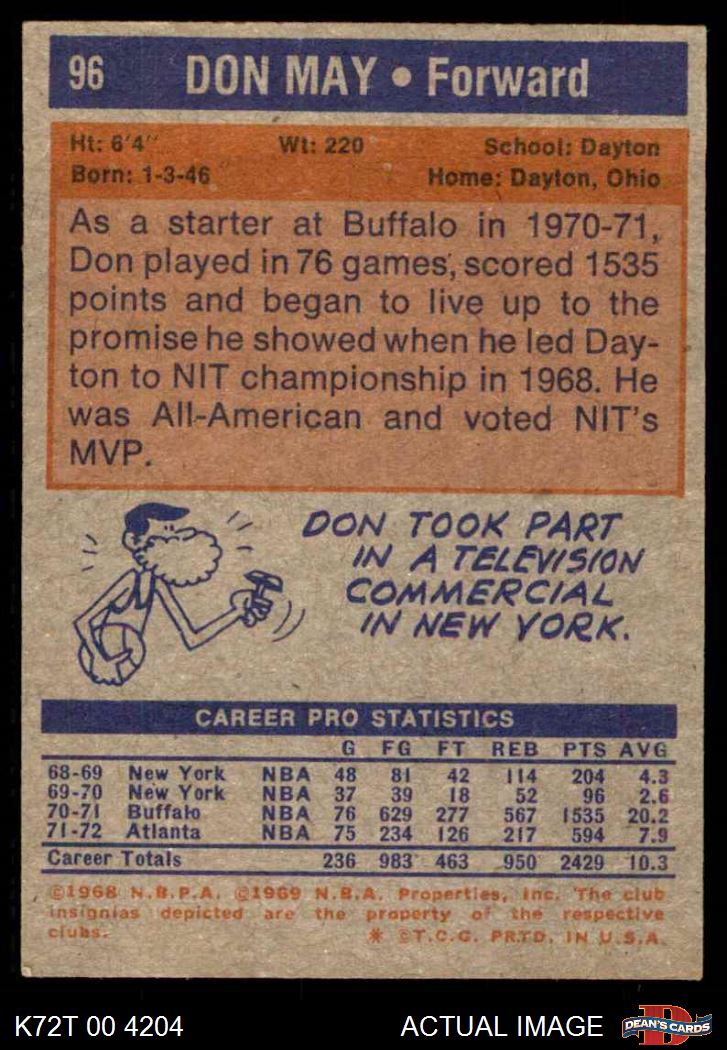 96 DON MAY • Forward
Ht: 6'4" Wt: 220 School: Dayton
Born: 1-3-46 Home: Dayton, Ohio
As a starter at Buffalo in 1970-71,
Don played in 76 games, scored 1535
points and began to live up to the
promise he showed when he led Day-
ton to NIT championship in 1968. He
was All-American and voted NIT's
MVP.
DON TOOK PART
IN A TELEVISION
COMMERCIAL
IN NEW YORK.
CAREER PRO STATISTICS
G FG FT REB PTS AVG
68-69 New York NBA 48 81 42 114 204 4.3
69-70 New York NBA 37 39 18 52 96 2.6
70-71 Buffalo NBA 76 629 277 567 1535 20.2
71-72 Atlanta NBA 75 234 126 217 594 7.9
Career Totals 236 983 463 950 2429 10.3
©1968 N.B.P.A. ©1969 N.B.A. Properties, Inc. The club
insignias depicted are the property of the respective
clubs. * ©T.C.G. PRTD. IN U.S.A.
K72T 00 4204 ACTUAL IMAGE DEAN'S CARDS